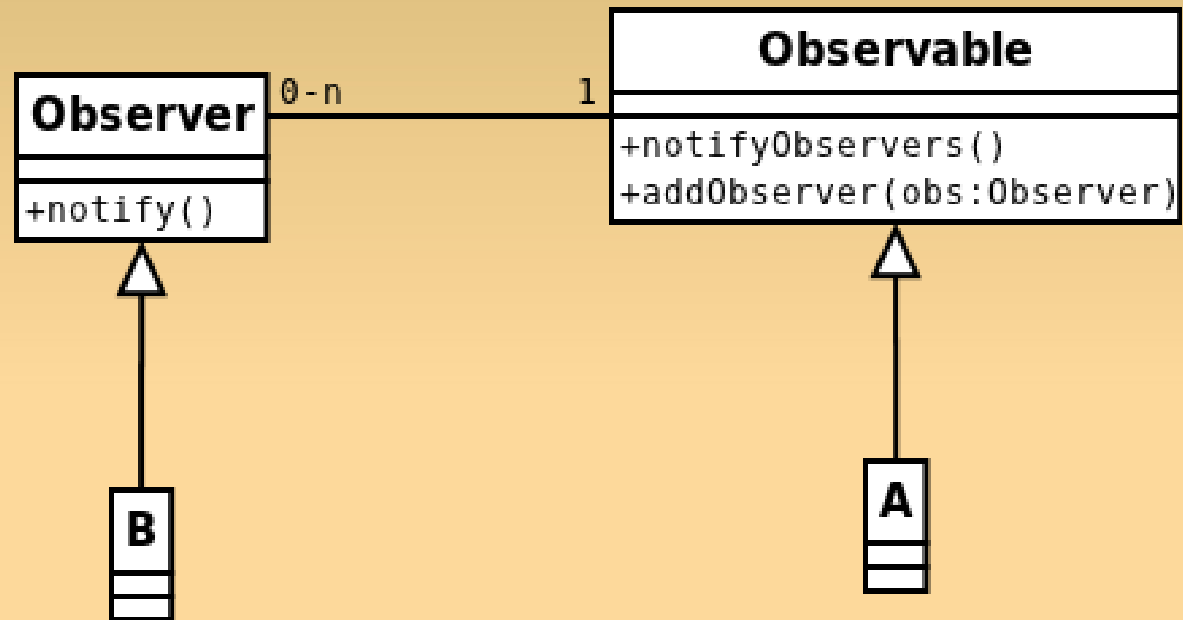 Observable
Observer
0-n
1
+notifyObservers()
+addObserver(obs:Observer)
+notify()
B
A